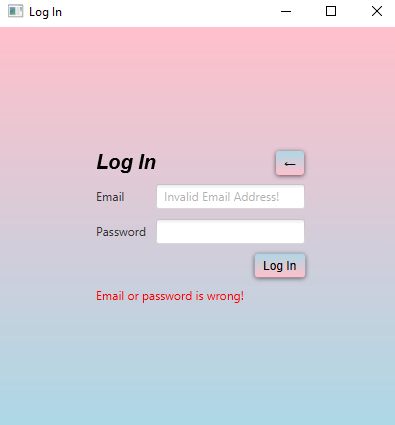 Log In
Log In ←
Email Invalid Email Address!
Password
Log In
Email or password is wrong!